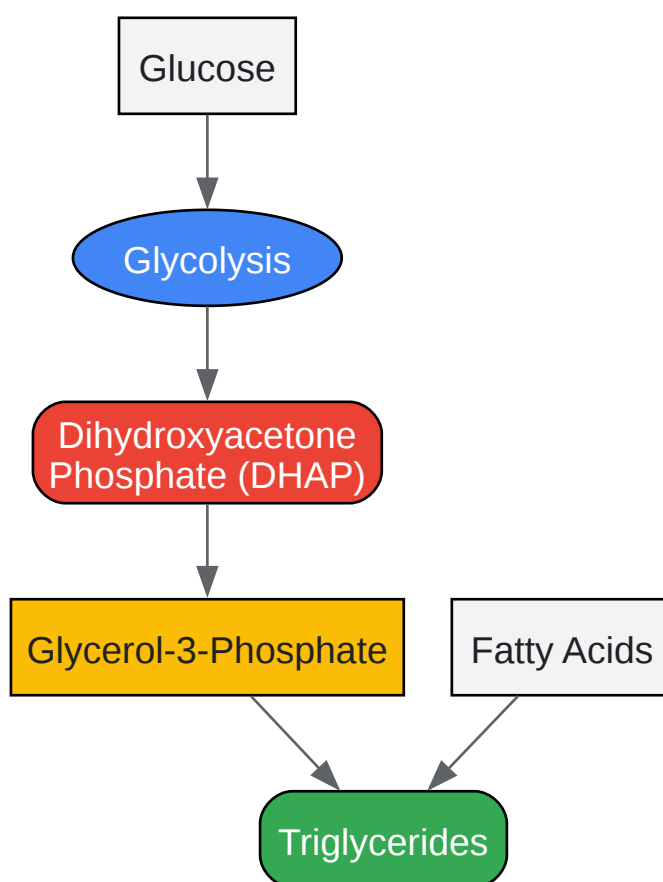 Glucose
Glycolysis
Dihydroxyacetone
Phosphate (DHAP)
Glycerol-3-Phosphate
Fatty Acids
Triglycerides